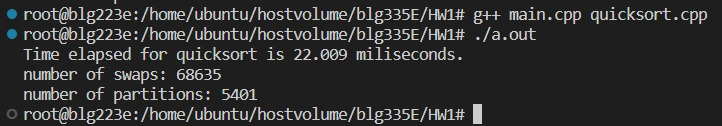 root@blg223e:/home/ubuntu/hostvolume/blg335E/HW1# g++ main.cpp quicksort.cpp
root@blg223e:/home/ubuntu/hostvolume/blg335E/HW1# ./a.out
Time elapsed for quicksort is 22.009 miliseconds.
number of swaps: 68635
number of partitions: 5401
root@blg223e:/home/ubuntu/hostvolume/blg335E/HW1#